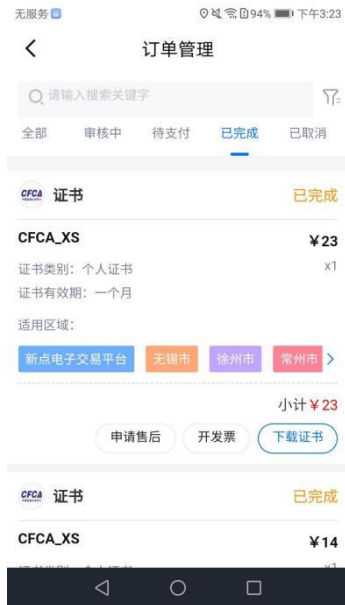 无服务 94% 下午3:23
订单管理
请输入搜索关键字
全部 审核中 待支付 已完成 已取消
CFCA 证书 已完成
CFCA_XS ¥23
证书类别：个人证书 x1
证书有效期：一个月
适用区域：
新点电子交易平台 无锡市 徐州市 常州市
小计¥23
申请售后 开发票 下载证书
CFCA 证书 已完成
CFCA_XS ¥14